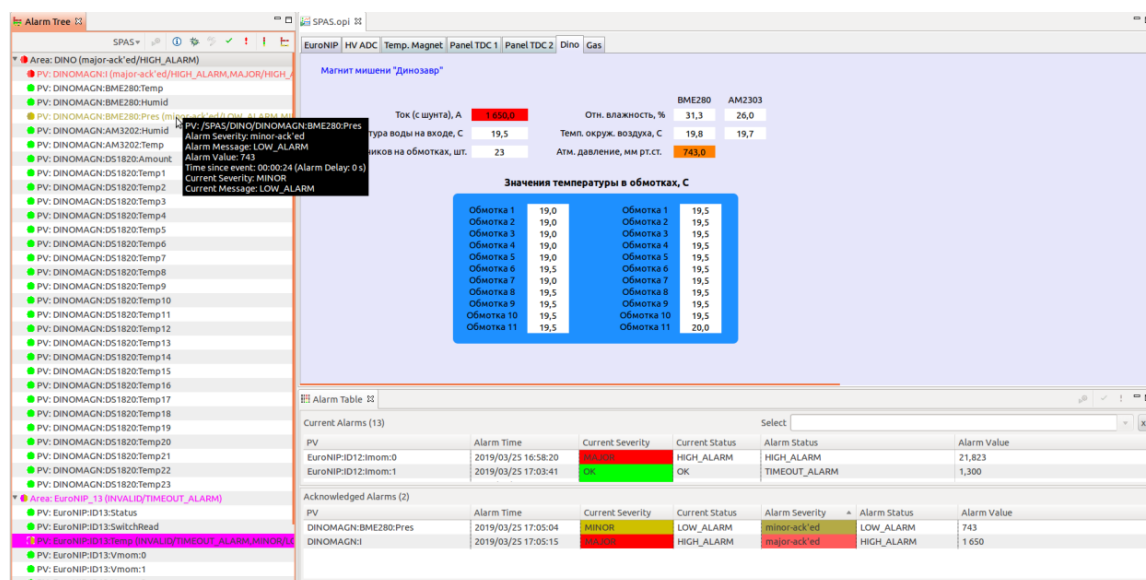 Alarm Tree
SPAS
Area: DINO (major-ack'ed/HIGH_ALARM)
PV: DINOMAGN:I (major-ack'ed/HIGH_ALARM,MAJOR/HIGH_A
PV: DINOMAGN:BME280:Temp
PV: DINOMAGN:BME280:Humid
PV: DINOMAGN:BME280:Pres (minor-ack'ed/LOW_ALARM,MI
PV: DINOMAGN:AM3202:Humid
PV: DINOMAGN:AM3202:Temp
PV: DINOMAGN:DS1820:Amount
PV: DINOMAGN:DS1820:Temp1
PV: DINOMAGN:DS1820:Temp2
PV: DINOMAGN:DS1820:Temp3
PV: DINOMAGN:DS1820:Temp4
PV: DINOMAGN:DS1820:Temp5
PV: DINOMAGN:DS1820:Temp6
PV: DINOMAGN:DS1820:Temp7
PV: DINOMAGN:DS1820:Temp8
PV: DINOMAGN:DS1820:Temp9
PV: DINOMAGN:DS1820:Temp10
PV: DINOMAGN:DS1820:Temp11
PV: DINOMAGN:DS1820:Temp12
PV: DINOMAGN:DS1820:Temp13
PV: DINOMAGN:DS1820:Temp14
PV: DINOMAGN:DS1820:Temp15
PV: DINOMAGN:DS1820:Temp16
PV: DINOMAGN:DS1820:Temp17
PV: DINOMAGN:DS1820:Temp18
PV: DINOMAGN:DS1820:Temp19
PV: DINOMAGN:DS1820:Temp20
PV: DINOMAGN:DS1820:Temp21
PV: DINOMAGN:DS1820:Temp22
PV: DINOMAGN:DS1820:Temp23
Area: EuroNIP_13 (INVALID/TIMEOUT_ALARM)
PV: EuroNIP:ID13:Status
PV: EuroNIP:ID13:SwitchRead
PV: EuroNIP:ID13:Temp (INVALID/TIMEOUT_ALARM,MINOR/LO
PV: EuroNIP:ID13:Vmom:0
PV: EuroNIP:ID13:Vmom:1
PV: /SPAS/DINO/DINOMAGN:BME280:Pres
Alarm Severity: minor-ack'ed
Alarm Message: LOW_ALARM
Alarm Value: 743
Time since event: 00:00:24 (Alarm Delay: 0 s)
Current Severity: MINOR
Current Message: LOW_ALARM
SPAS.opi
EuroNIP HV ADC Temp. Magnet Panel TDC 1 Panel TDC 2 Dino Gas
Магнит мишени "Динозавр"
BME280 AM2303
Ток (с шунта), А 1 650,0 Отн. влажность, % 31,3 26,0
тура воды на входе, С 19,5 Темп. окруж. воздуха, С 19,8 19,7
чиков на обмотках, шт. 23 Атм. давление, мм рт.ст. 743,0
Значения температуры в обмотках, С
Обмотка 1 19,0 Обмотка 1 19,5
Обмотка 2 19,0 Обмотка 2 19,5
Обмотка 3 19,0 Обмотка 3 19,5
Обмотка 4 19,0 Обмотка 4 19,5
Обмотка 5 19,0 Обмотка 5 19,5
Обмотка 6 19,5 Обмотка 6 19,5
Обмотка 7 19,0 Обмотка 7 19,5
Обмотка 8 19,5 Обмотка 8 19,5
Обмотка 9 19,5 Обмотка 9 19,5
Обмотка 10 19,5 Обмотка 10 19,5
Обмотка 11 19,5 Обмотка 11 20,0
Alarm Table
Current Alarms (13) Select
PV Alarm Time Current Severity Current Status Alarm Status Alarm Value
EuroNIP:ID12:Imom:0 2019/03/25 16:58:20 MAJOR HIGH_ALARM HIGH_ALARM 21,823
EuroNIP:ID12:Imom:1 2019/03/25 17:03:41 OK OK TIMEOUT_ALARM 1,300
Acknowledged Alarms (2)
PV Alarm Time Current Severity Current Status Alarm Severity Alarm Status Alarm Value
DINOMAGN:BME280:Pres 2019/03/25 17:05:04 MINOR LOW_ALARM minor-ack'ed LOW_ALARM 743
DINOMAGN:I 2019/03/25 17:05:15 MAJOR HIGH_ALARM major-ack'ed HIGH_ALARM 1 650